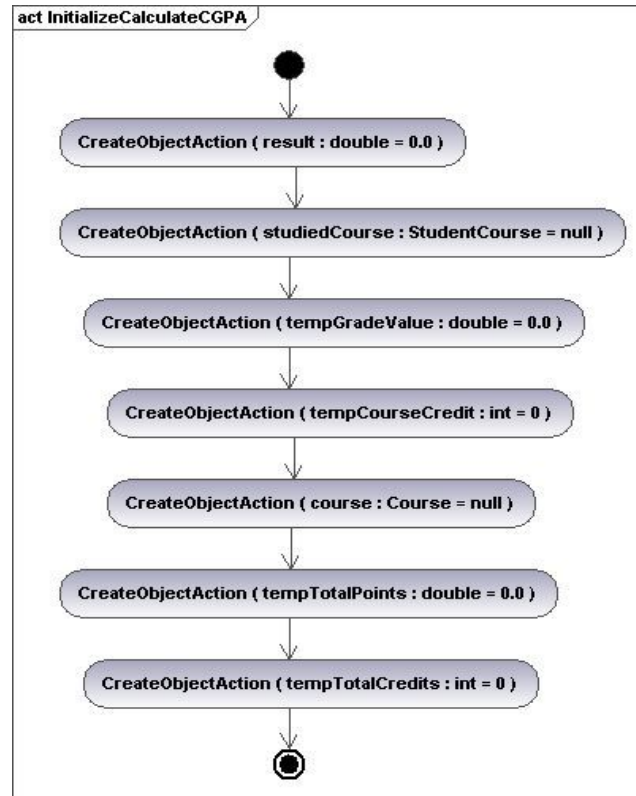 act InitializeCalculateCGPA
CreateObjectAction ( result : double = 0.0 )
CreateObjectAction ( studiedCourse : StudentCourse = null )
CreateObjectAction ( tempGradeValue : double = 0.0 )
CreateObjectAction ( tempCourseCredit : int = 0 )
CreateObjectAction ( course : Course = null )
CreateObjectAction ( tempTotalPoints : double = 0.0 )
CreateObjectAction ( tempTotalCredits : int = 0 )